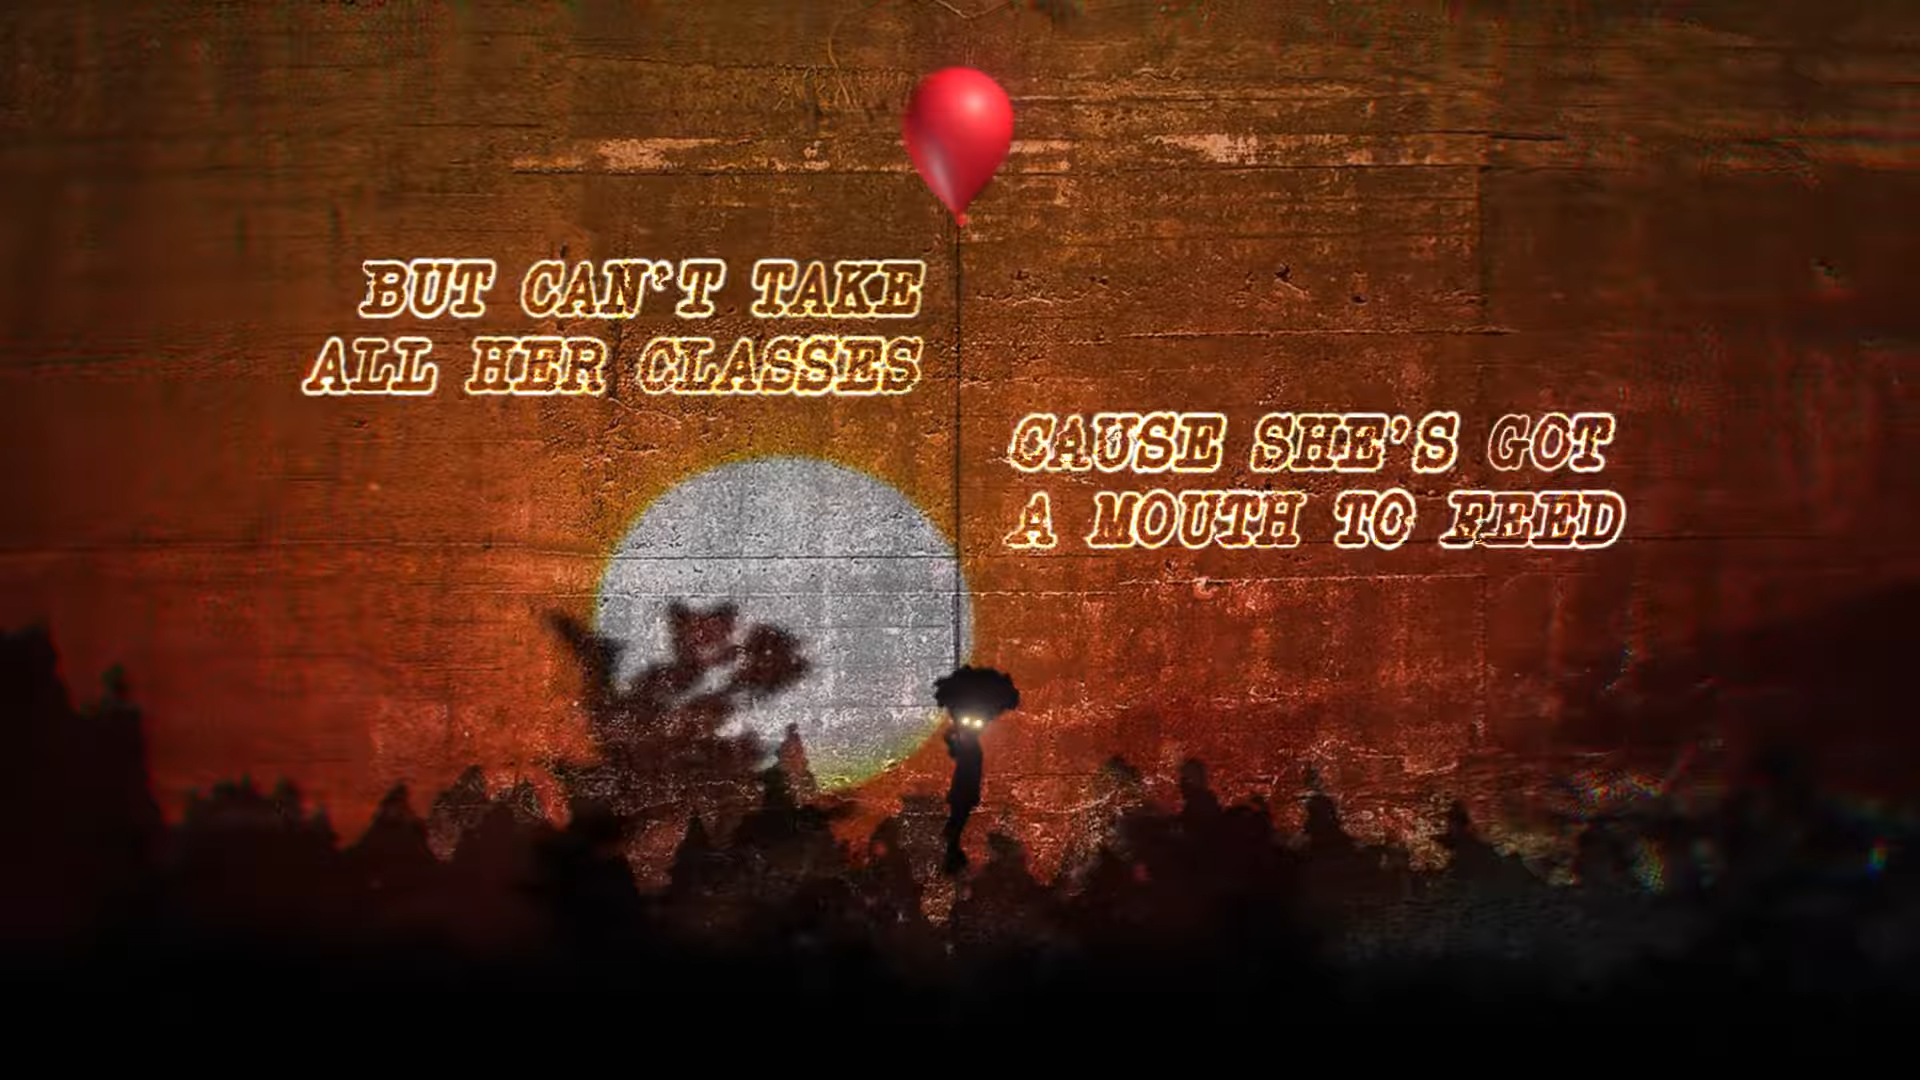 BUT CAN'T TAKE
ALL HER CLASSES
CAUSE SHE'S GOT
A MOUTH TO FEED